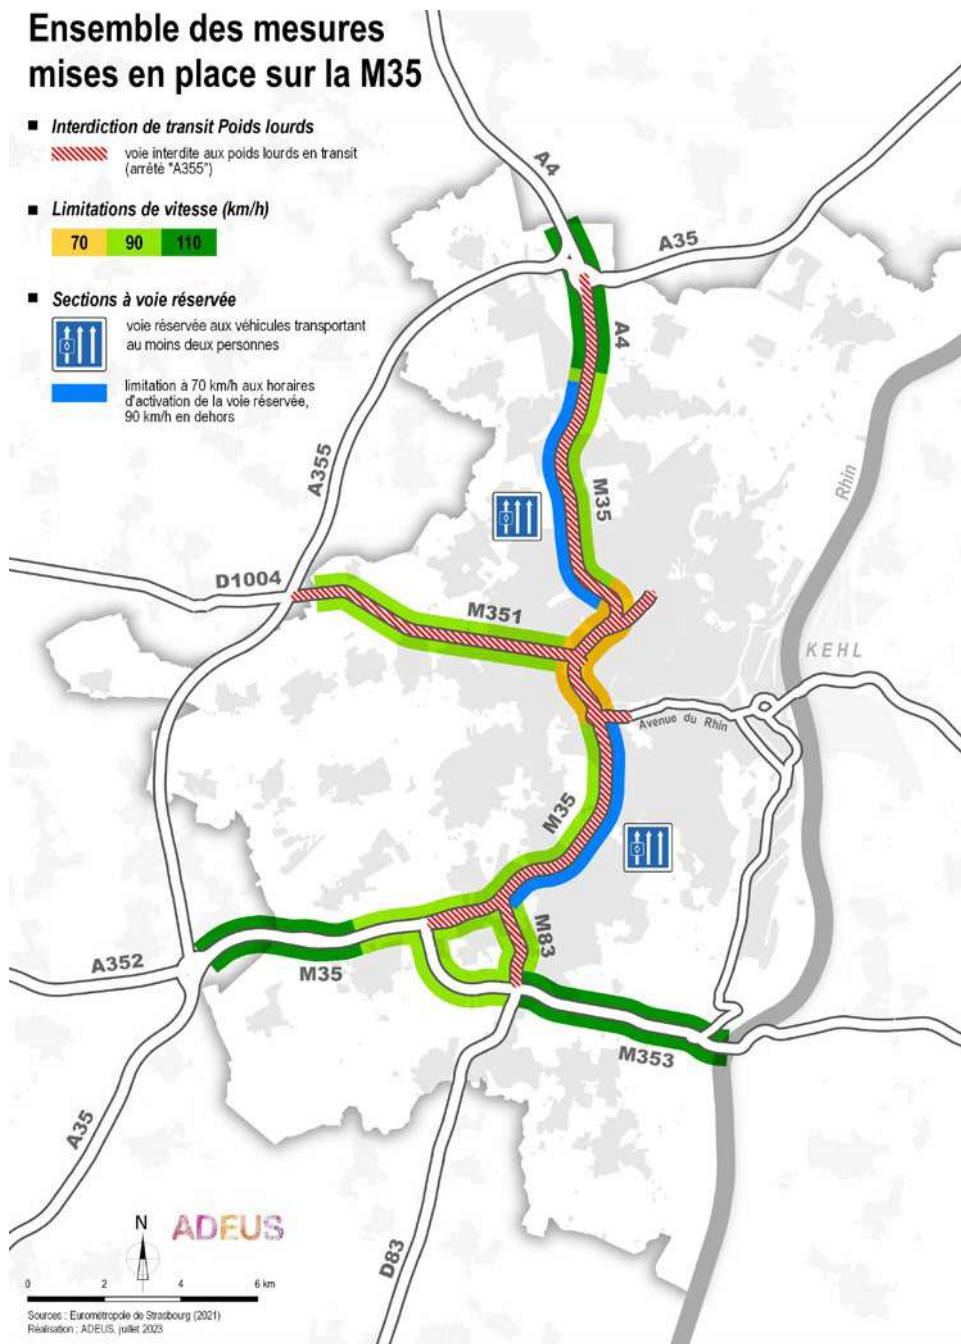 Ensemble des mesures
mises en place sur la M35
Interdiction de transit Poids lourds
voie interdite aux poids lourds en transit
(arrêté "A355")
Limitations de vitesse (km/h)
70 90 110
Sections à voie réservée
voie réservée aux véhicules transportant
au moins deux personnes
limitation à 70 km/h aux horaires
d'activation de la voie réservée,
90 km/h en dehors
A4
A35
A4
A355
M35
Rhin
D1004
M351
KEHL
Avenue du Rhin
M35
M83
A352
M35
M353
A35
D83
N
ADEUS
0 2 4 6 km
Sources : Eurométropole de Strasbourg (2021)
Réalisation : ADEUS, juillet 2023